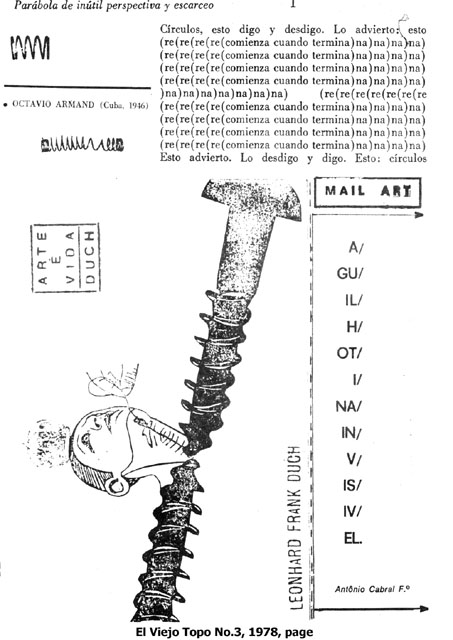 Parábola de inútil perspectiva y escarceo 1
Círculos, esto digo y desdigo. Lo advierto: esto
(re(re(re(re(comienza cuando termina)na)na)na)na)
(re(re(re(re(comienza cuando termina)na)na)na)na)
(re(re(re(re(comienza cuando termina)na)na)na)na)
(re(re(re(re(comienza cuando termina)na)na)na)na)
)na)na)na)na)na)na) (re(re(re(re(re(re
(re(re(re(re(comienza cuando termina)na)na)na)na)
(re(re(re(re(comienza cuando termina)na)na)na)na)
(re(re(re(re(comienza cuando termina)na)na)na)na)
(re(re(re(re(comienza cuando termina)na)na)na)na)
Esto advierto. Lo desdigo y digo. Esto: círculos
• OCTAVIO ARMAND (Cuba, 1946)
MAIL ART
ARTE
É
VIDA
DUCH
A/
GU/
IL/
H/
OT/
I/
NA/
IN/
V/
IS/
IV/
EL.
LEONHARD FRANK DUCH
Antônio Cabral F.º
El Viejo Topo No.3, 1978, page